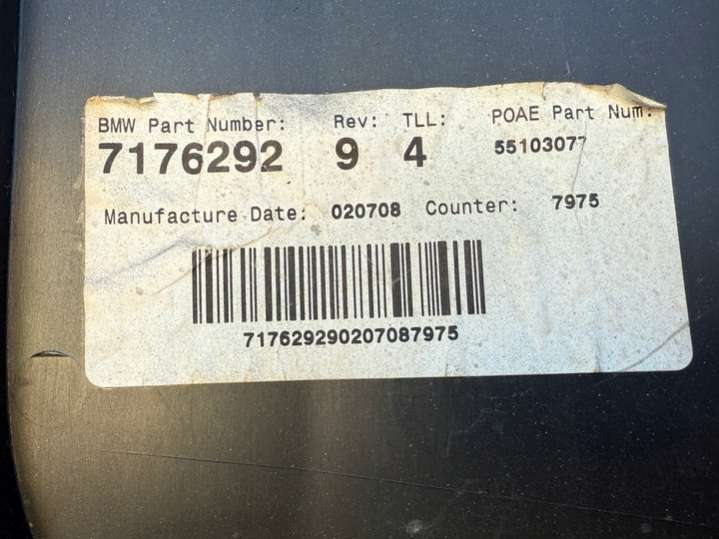 BMW Part Number: Rev: TLL: POAE Part Num:
7176292 9 4 55103077
Manufacture Date: 020708 Counter: 7975
717629290207087975